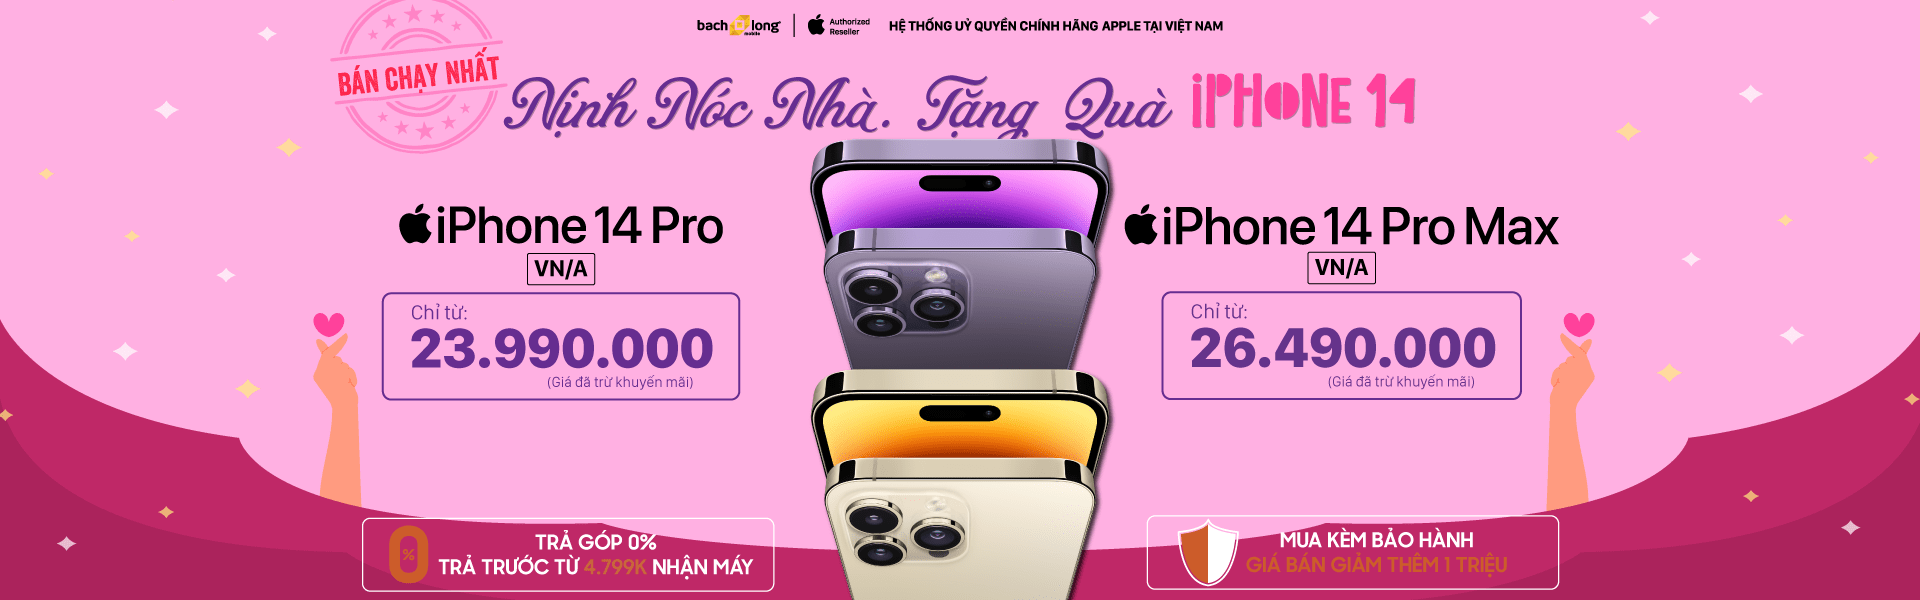 bach long mobile
Authorized
Reseller
HỆ THỐNG UỶ QUYỀN CHÍNH HÃNG APPLE TẠI VIỆT NAM
BÁN CHẠY NHẤT
Nịnh Nóc Nhà. Tặng Quà iPHONE 14
iPhone 14 Pro
VN/A
Chỉ từ:
23.990.000
(Giá đã trừ khuyến mãi)
iPhone 14 Pro Max
VN/A
Chỉ từ:
26.490.000
(Giá đã trừ khuyến mãi)
0%
TRẢ GÓP 0%
TRẢ TRƯỚC TỪ 4.799K NHẬN MÁY
MUA KÈM BẢO HÀNH
GIÁ BÁN GIẢM THÊM 1 TRIỆU